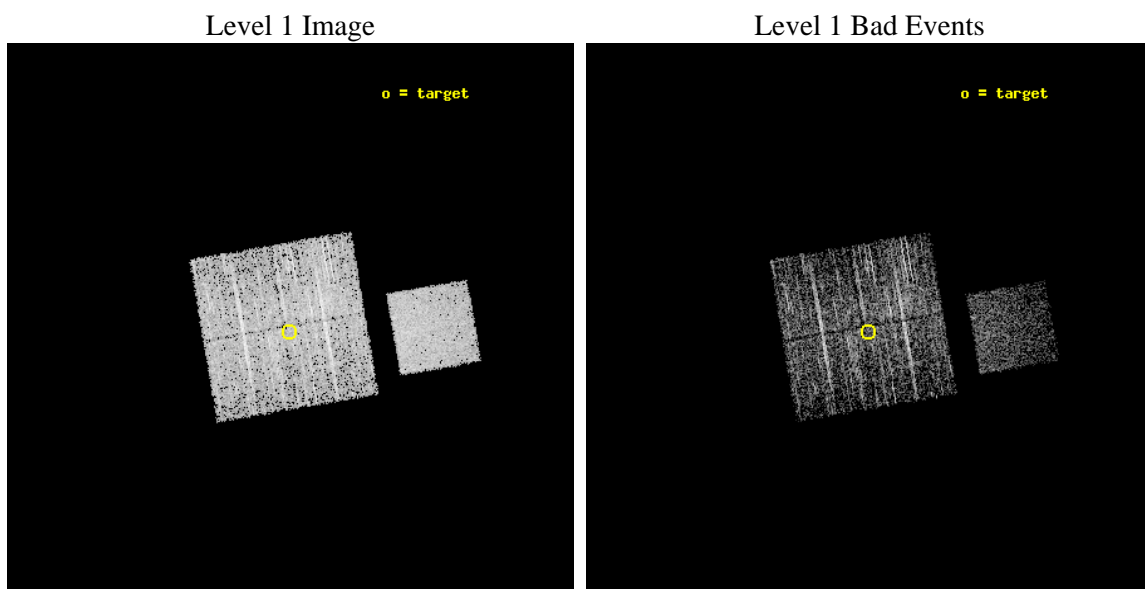 Level 1 Image
Level 1 Bad Events
o = target
o = target